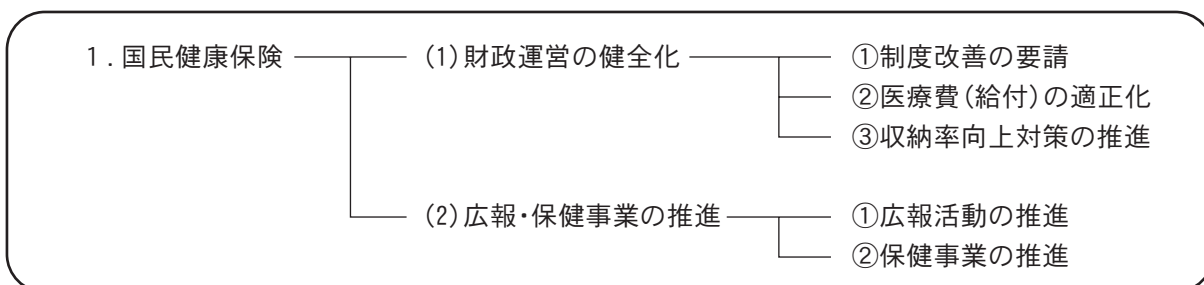 1．国民健康保険 (1)財政運営の健全化 ①制度改善の要請
②医療費(給付)の適正化
③収納率向上対策の推進
(2)広報・保健事業の推進 ①広報活動の推進
②保健事業の推進